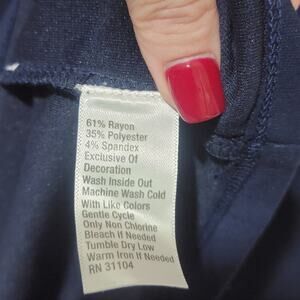 61% Rayon
35% Polyester
4% Spandex
Exclusive Of
Decoration
Wash Inside Out
Machine Wash Cold
With Like Colors
Gentle Cycle
Only Non Chlorine
Bleach If Needed
Tumble Dry Low
Warm Iron If Needed
RN 31104